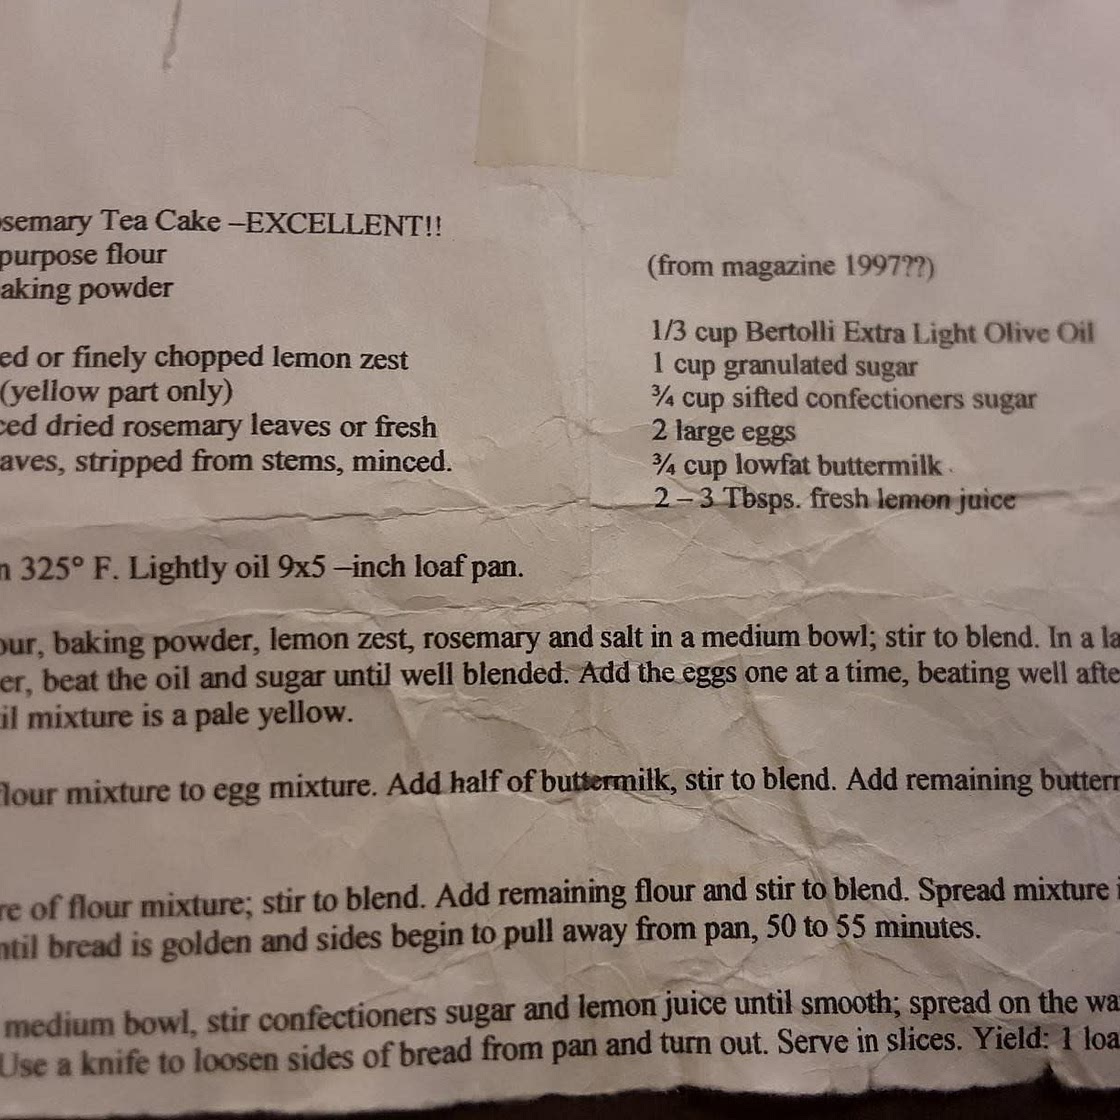 semary Tea Cake –EXCELLENT!!
purpose flour
aking powder
ed or finely chopped lemon zest
(yellow part only)
ced dried rosemary leaves or fresh
aves, stripped from stems, minced.
(from magazine 1997??)
1/3 cup Bertolli Extra Light Olive Oil
1 cup granulated sugar
¾ cup sifted confectioners sugar
2 large eggs
¾ cup lowfat buttermilk
2 – 3 Tbsps. fresh lemon juice
n 325° F. Lightly oil 9x5 –inch loaf pan.
our, baking powder, lemon zest, rosemary and salt in a medium bowl; stir to blend. In a la
er, beat the oil and sugar until well blended. Add the eggs one at a time, beating well afte
il mixture is a pale yellow.
flour mixture to egg mixture. Add half of buttermilk, stir to blend. Add remaining butterm
re of flour mixture; stir to blend. Add remaining flour and stir to blend. Spread mixture i
ntil bread is golden and sides begin to pull away from pan, 50 to 55 minutes.
medium bowl, stir confectioners sugar and lemon juice until smooth; spread on the wa
Use a knife to loosen sides of bread from pan and turn out. Serve in slices. Yield: 1 loa